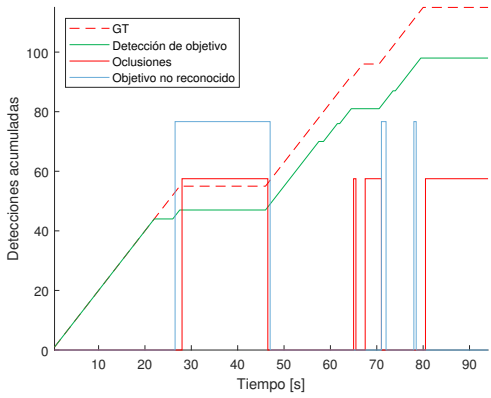 GT
Detección de objetivo
Oclusiones
Objetivo no reconocido
Detecciones acumuladas
100
80
60
40
20
0
10 20 30 40 50 60 70 80 90
Tiempo [s]